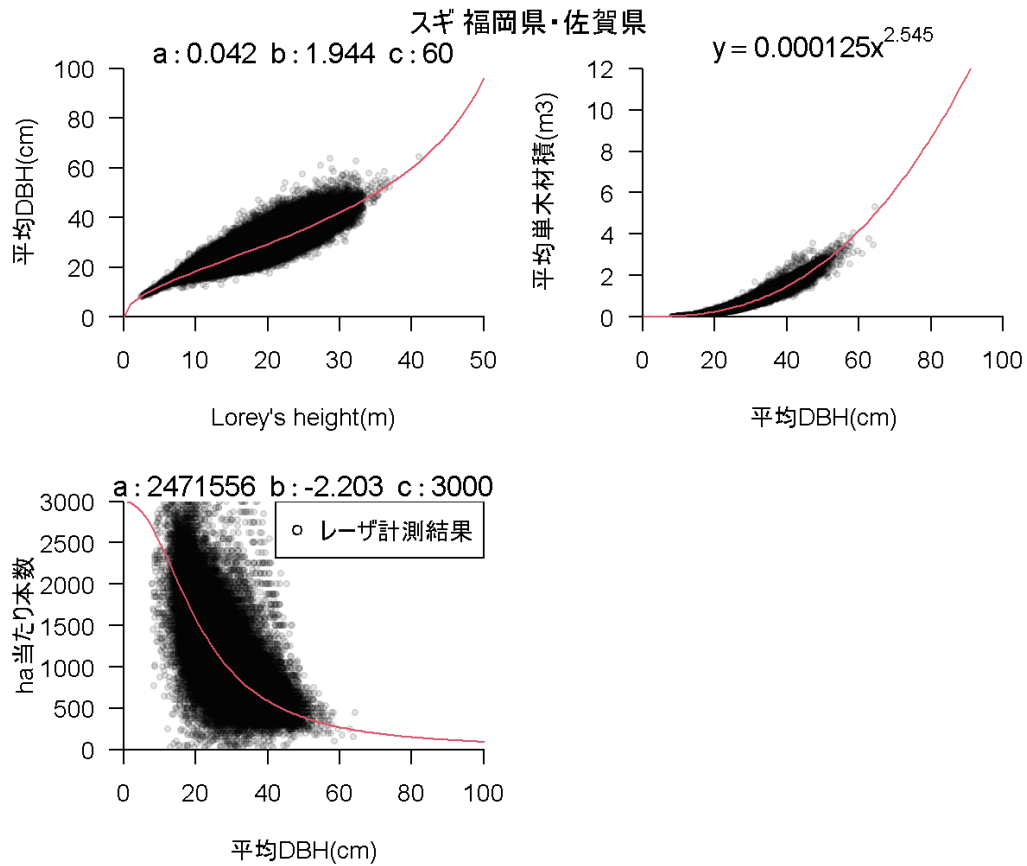 スギ 福岡県・佐賀県
a : 0.042 b : 1.944 c : 60
平均DBH(cm)
100
80
60
40
20
0
0 10 20 30 40 50
Lorey's height(m)
y = 0.000125x^2.545
平均単木材積(m3)
12
10
8
6
4
2
0
0 20 40 60 80 100
平均DBH(cm)
a : 2471556 b : -2.203 c : 3000
ha当たり本数
3000
2500
2000
1500
1000
500
0
レーザ計測結果
0 20 40 60 80 100
平均DBH(cm)